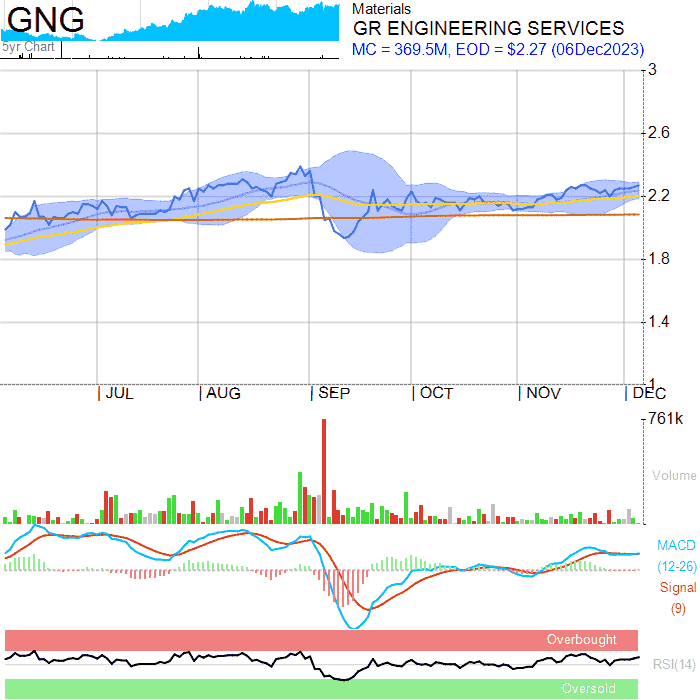 GNG
5yr Chart
Materials
GR ENGINEERING SERVICES
MC = 369.5M, EOD = $2.27 (06Dec2023)
3
2.6
2.2
1.8
1.4
1
JUL AUG SEP OCT NOV DEC
761k
Volume
MACD
(12-26)
Signal
(9)
Overbought
RSI(14)
Oversold